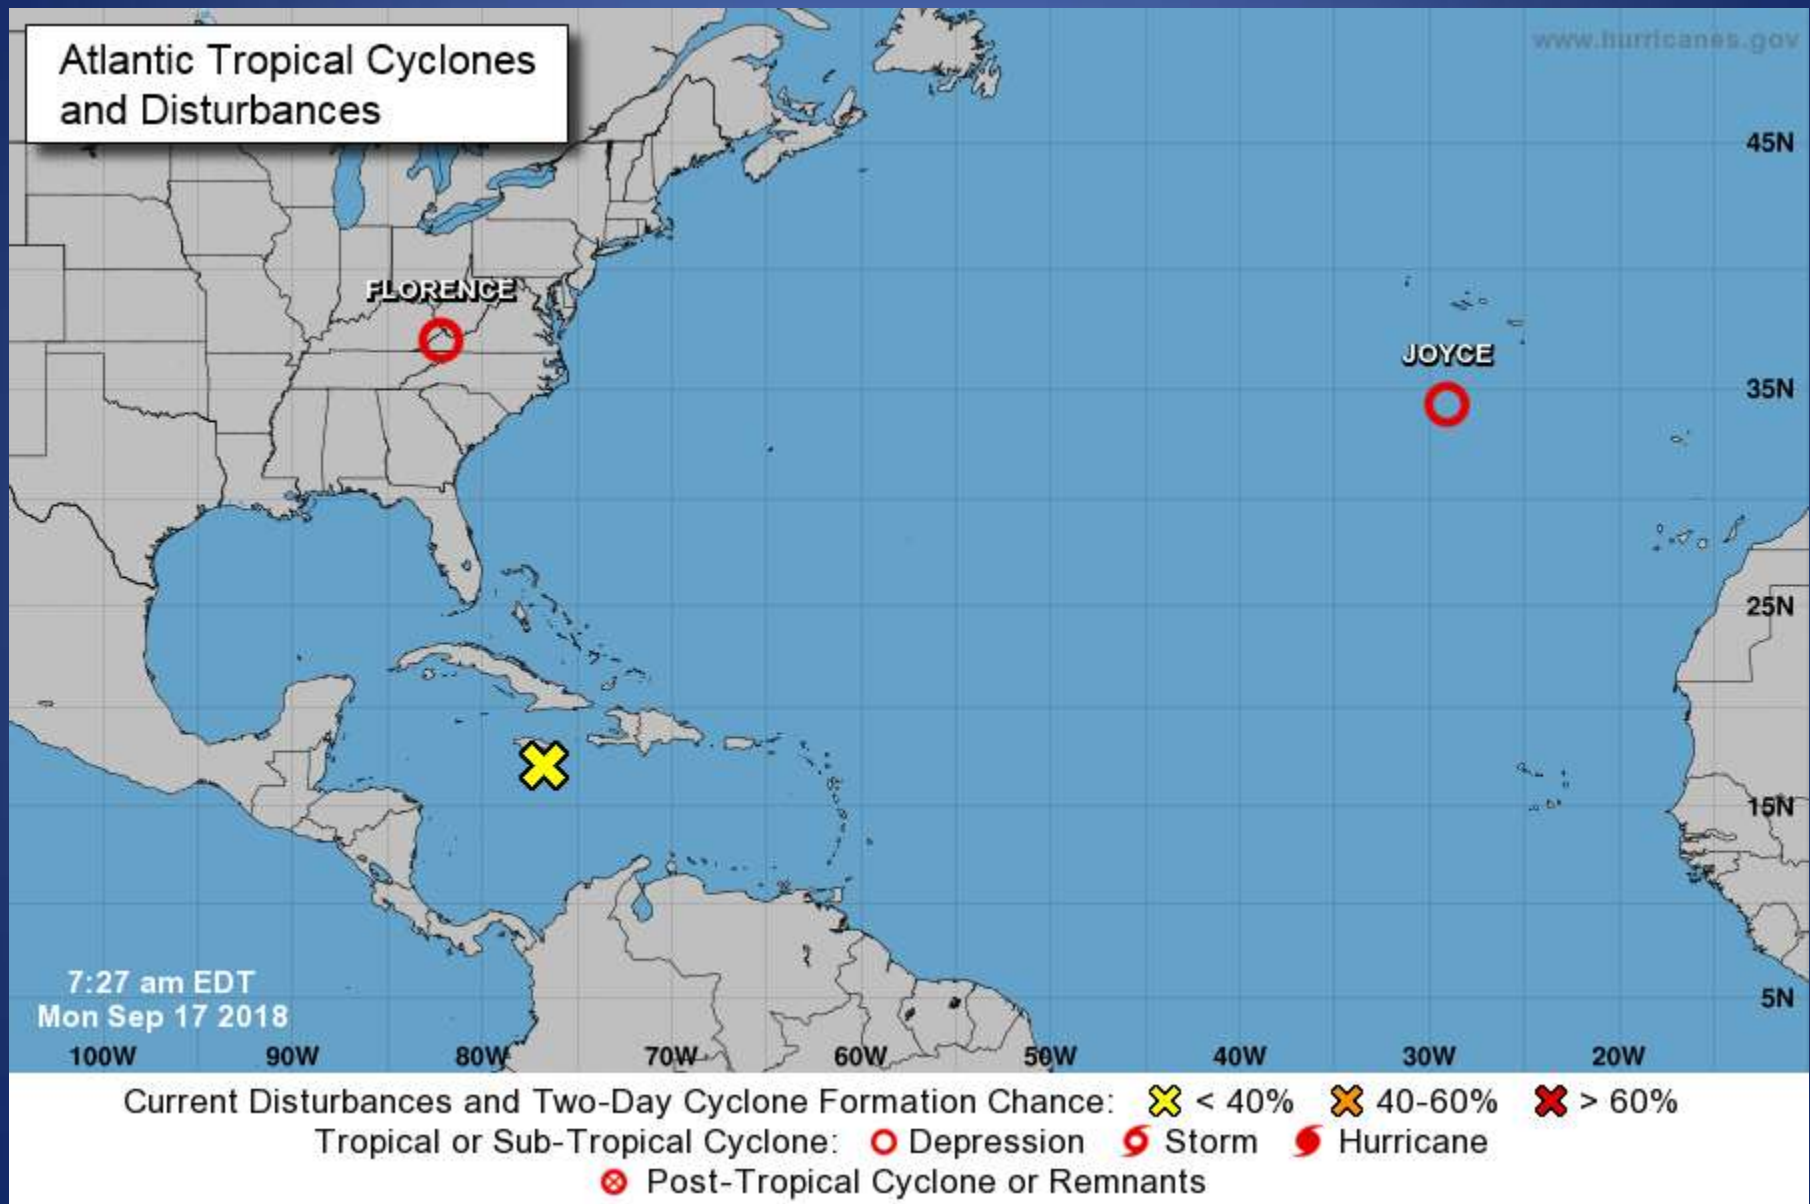 Atlantic Tropical Cyclones
and Disturbances
www.hurricanes.gov
45N
FLORENCE
JOYCE
35N
25N
15N
7:27 am EDT
Mon Sep 17 2018
5N
100W 90W 80W 70W 60W 50W 40W 30W 20W
Current Disturbances and Two-Day Cyclone Formation Chance: < 40% 40-60% > 60%
Tropical or Sub-Tropical Cyclone: Depression Storm Hurricane
Post-Tropical Cyclone or Remnants